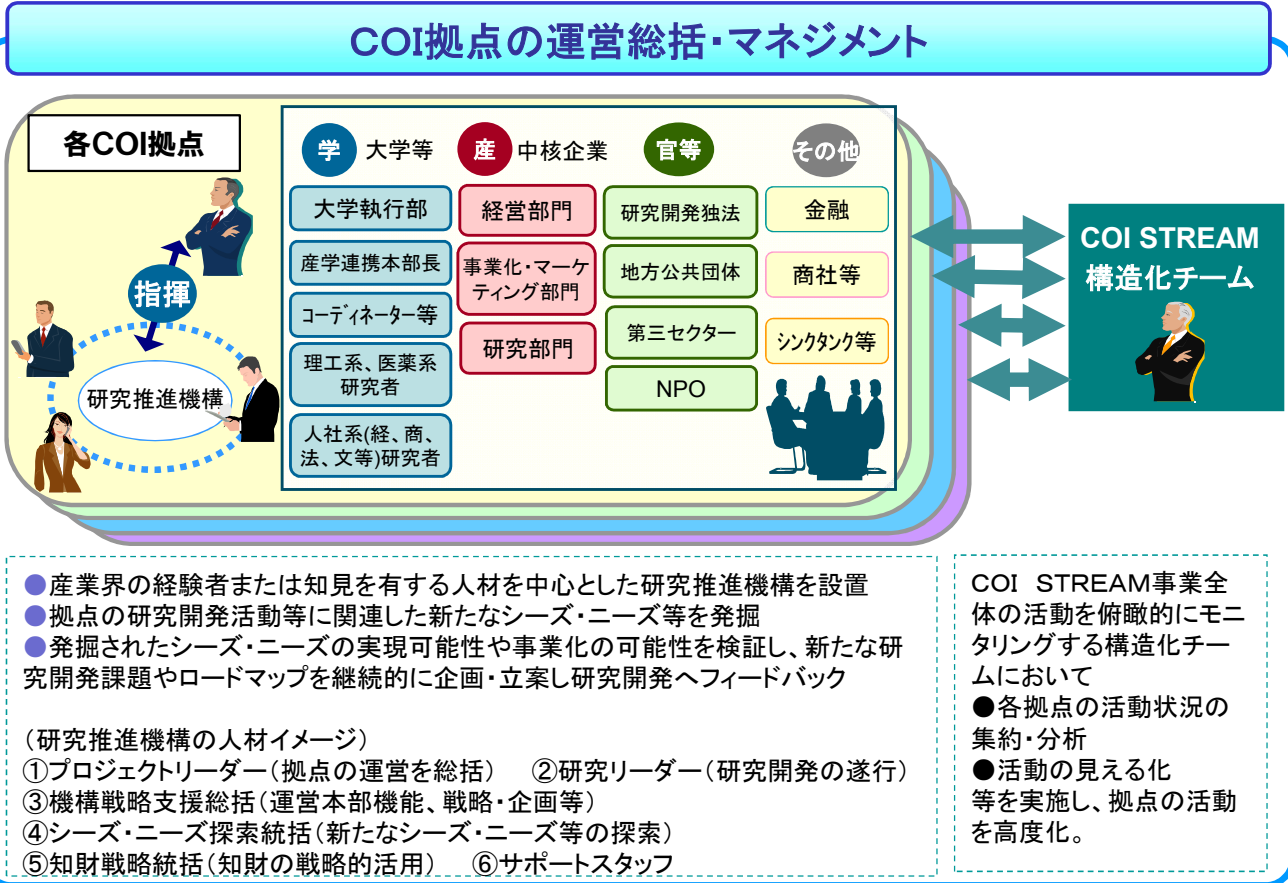 COI拠点の運営総括・マネジメント
各COI拠点
指揮
研究推進機構
学 大学等
大学執行部
産学連携本部長
コーディネーター等
理工系、医薬系
研究者
人社系(経、商、
法、文等)研究者
産 中核企業
経営部門
事業化・マーケ
ティング部門
研究部門
官等
研究開発独法
地方公共団体
第三セクター
NPO
その他
金融
商社等
シンクタンク等
COI STREAM
構造化チーム
●産業界の経験者または知見を有する人材を中心とした研究推進機構を設置
●拠点の研究開発活動等に関連した新たなシーズ・ニーズ等を発掘
●発掘されたシーズ・ニーズの実現可能性や事業化の可能性を検証し、新たな研
究開発課題やロードマップを継続的に企画・立案し研究開発へフィードバック
（研究推進機構の人材イメージ）
①プロジェクトリーダー（拠点の運営を総括） ②研究リーダー（研究開発の遂行）
③機構戦略支援総括（運営本部機能、戦略・企画等）
④シーズ・ニーズ探索統括（新たなシーズ・ニーズ等の探索）
⑤知財戦略統括（知財の戦略的活用） ⑥サポートスタッフ
COI STREAM事業全
体の活動を俯瞰的にモニ
タリングする構造化チー
ムにおいて
●各拠点の活動状況の
集約・分析
●活動の見える化
等を実施し、拠点の活動
を高度化。